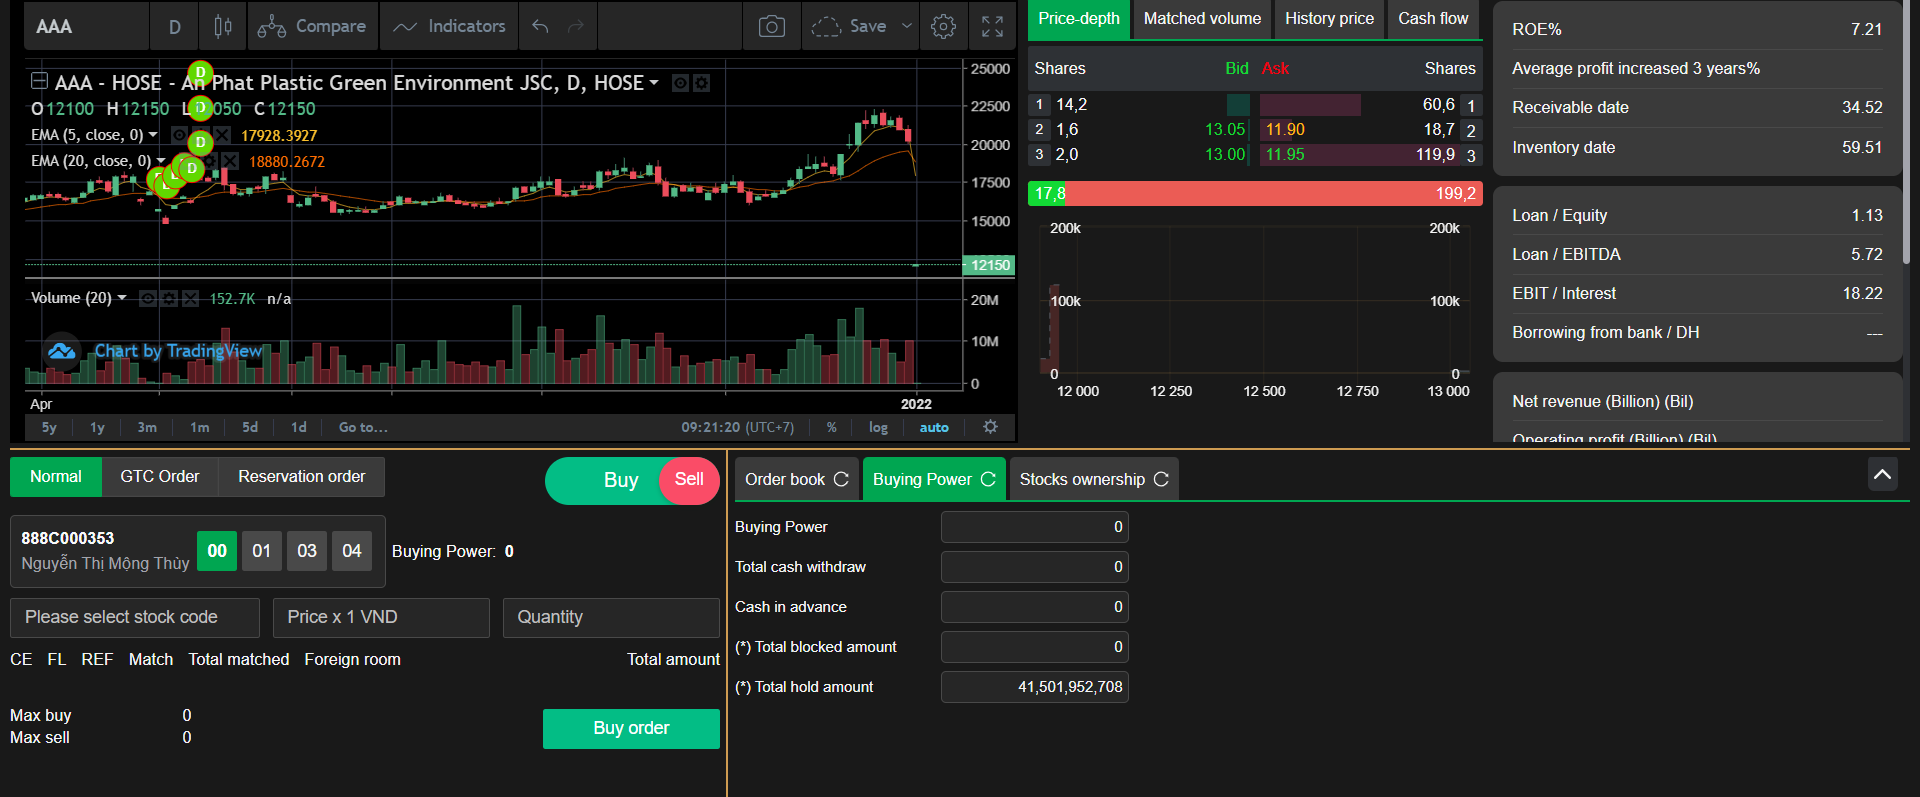 AAA D Compare Indicators Save
AAA - HOSE - An Phat Plastic Green Environment JSC, D, HOSE
O 12100 H 12150 L 050 C 12150
EMA (5, close, 0) 17928.3927
EMA (20, close, 0) 18880.2672
D
D
D
D
25000
22500
20000
17500
15000
12150
Volume (20) 152.7K n/a
20M
10M
0
Chart by TradingView
Apr 2022
5y 1y 3m 1m 5d 1d Go to... 09:21:20 (UTC+7) % log auto
Price-depth Matched volume History price Cash flow
Shares Bid Ask Shares
1 14,2 60,6 1
2 1,6 13.05 11.90 18,7 2
3 2,0 13.00 11.95 119,9 3
17,8 199,2
200k 200k
100k 100k
0 0
12 000 12 250 12 500 12 750 13 000
ROE% 7.21
Average profit increased 3 years%
Receivable date 34.52
Inventory date 59.51
Loan / Equity 1.13
Loan / EBITDA 5.72
EBIT / Interest 18.22
Borrowing from bank / DH ---
Net revenue (Billion) (Bil)
Operating profit (Billion) (Bil)
Normal GTC Order Reservation order Buy Sell
888C000353
Nguyễn Thị Mộng Thùy
00 01 03 04 Buying Power: 0
Please select stock code Price x 1 VND Quantity
CE FL REF Match Total matched Foreign room Total amount
Max buy 0
Max sell 0
Buy order
Order book Buying Power Stocks ownership
Buying Power 0
Total cash withdraw 0
Cash in advance 0
(*) Total blocked amount 0
(*) Total hold amount 41,501,952,708